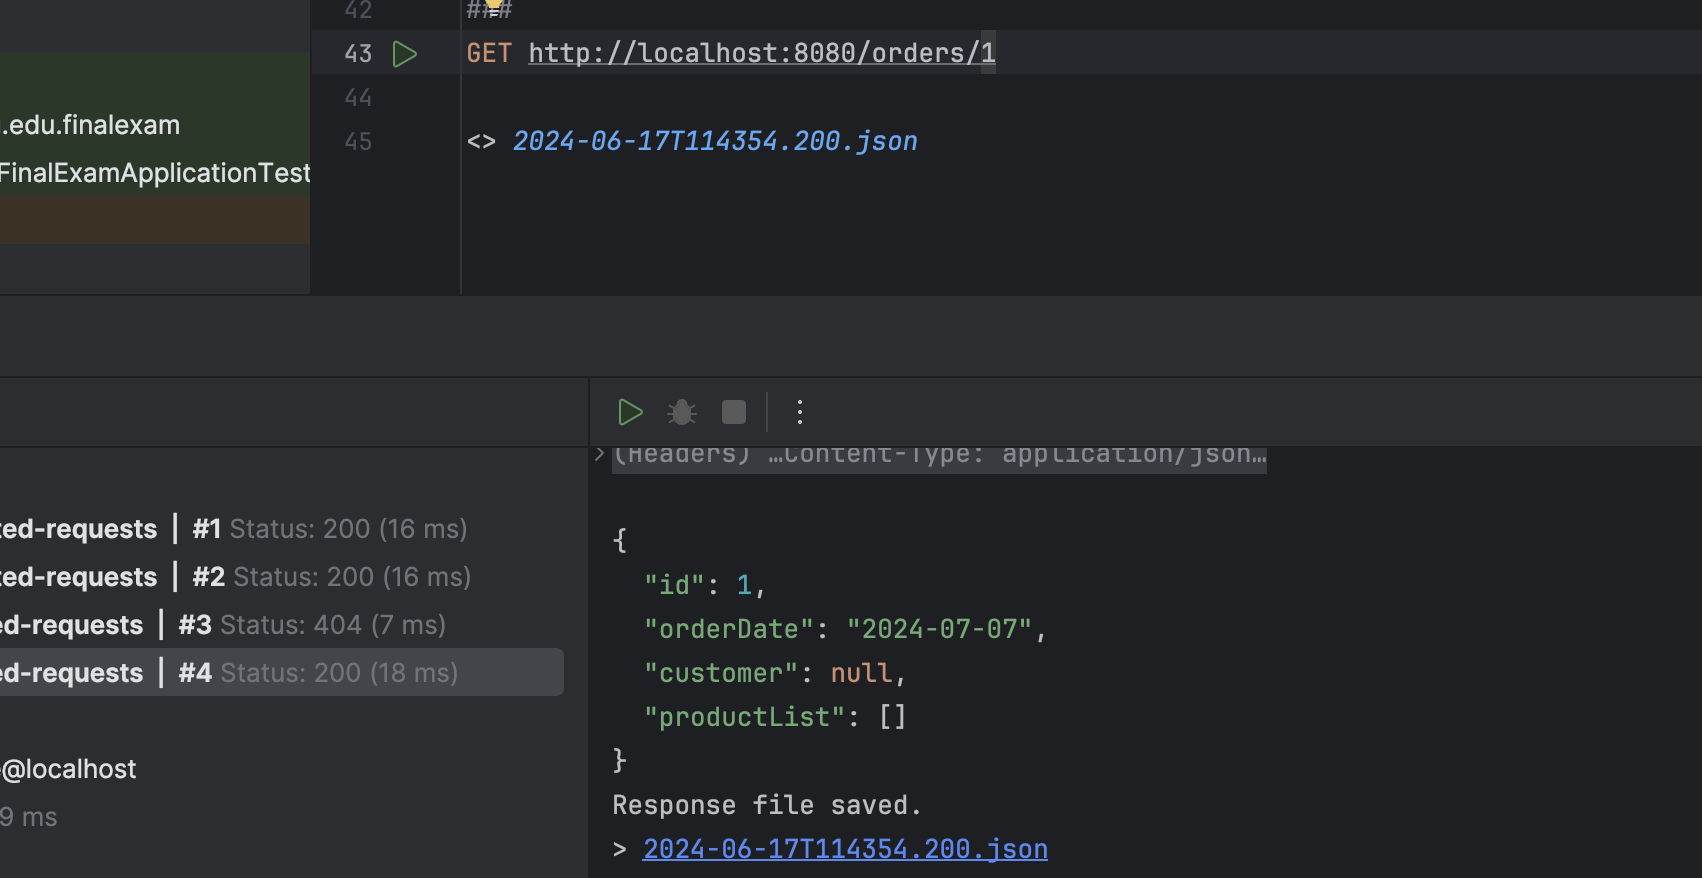 42 ###
43 GET http://localhost:8080/orders/1
44
.edu.finalexam
45 <> 2024-06-17T114354.200.json
FinalExamApplicationTest
(Headers) …Content-Type: application/json…
ted-requests | #1 Status: 200 (16 ms)
ted-requests | #2 Status: 200 (16 ms)
ed-requests | #3 Status: 404 (7 ms)
ed-requests | #4 Status: 200 (18 ms)
@localhost
9 ms
{
"id": 1,
"orderDate": "2024-07-07",
"customer": null,
"productList": []
}
Response file saved.
> 2024-06-17T114354.200.json